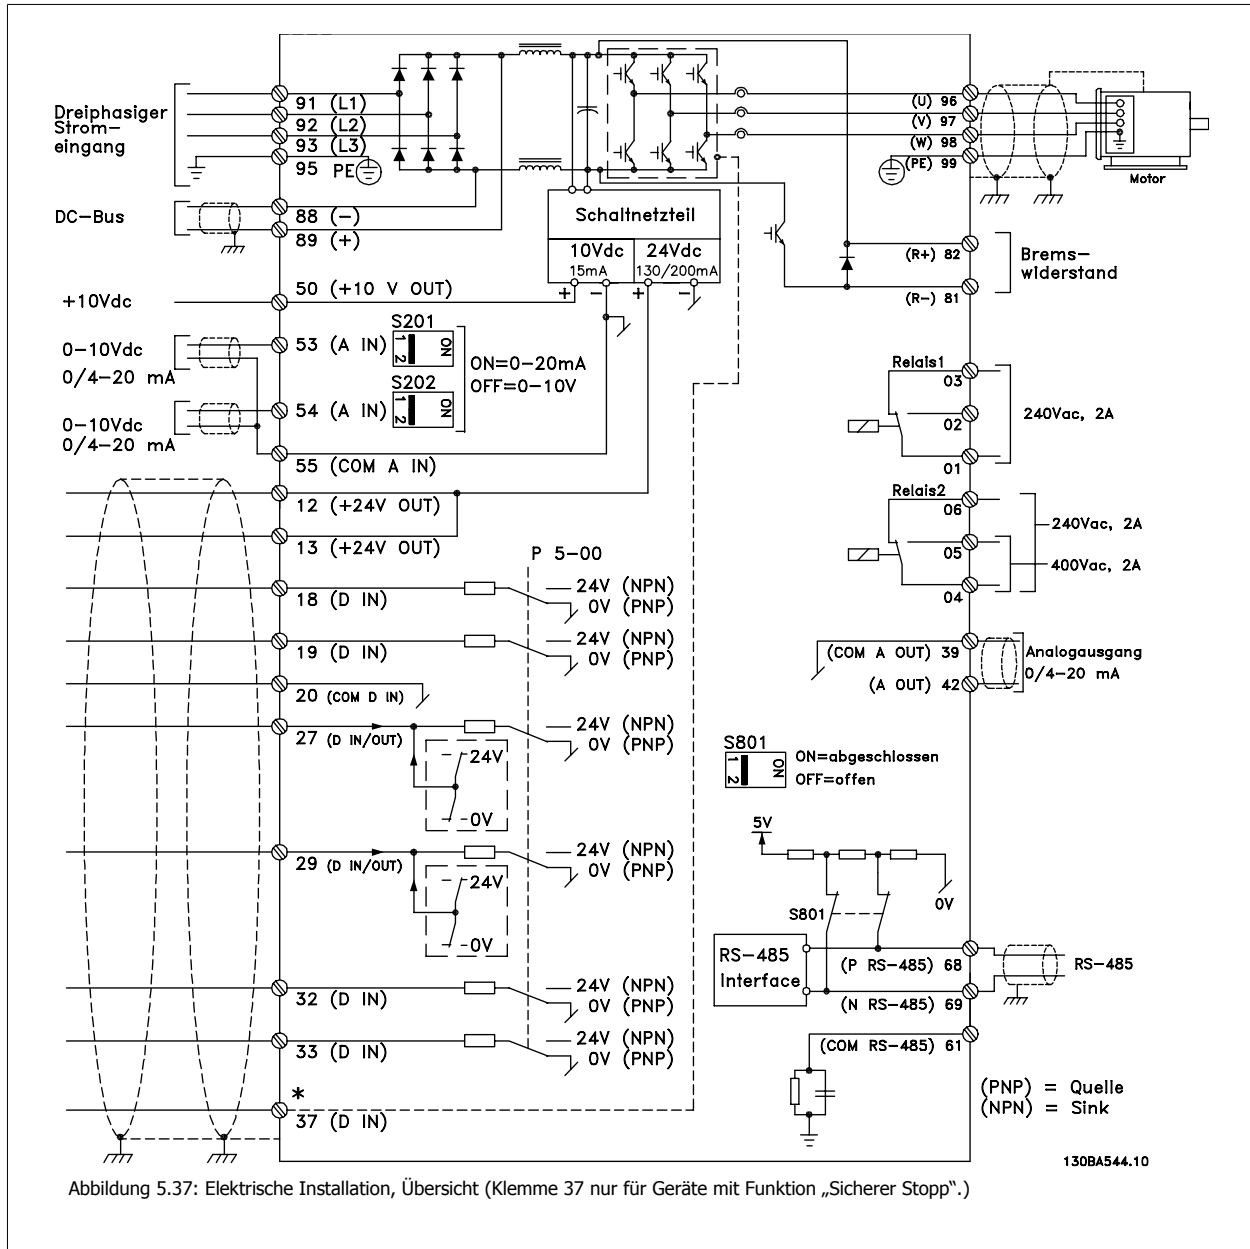 Dreiphasiger
Strom-
eingang
91 (L1)
92 (L2)
93 (L3)
95 PE
DC-Bus
88 (-)
89 (+)
+10Vdc
50 (+10 V OUT)
0-10Vdc
0/4-20 mA
53 (A IN)
S201
1
2
ON
ON=0-20mA
OFF=0-10V
0-10Vdc
0/4-20 mA
54 (A IN)
S202
1
2
ON
55 (COM A IN)
12 (+24V OUT)
13 (+24V OUT)
P 5-00
18 (D IN)
24V (NPN)
0V (PNP)
19 (D IN)
24V (NPN)
0V (PNP)
20 (COM D IN)
27 (D IN/OUT)
24V (NPN)
0V (PNP)
24V
0V
29 (D IN/OUT)
24V (NPN)
0V (PNP)
24V
0V
32 (D IN)
24V (NPN)
0V (PNP)
33 (D IN)
24V (NPN)
0V (PNP)
*
37 (D IN)
Schaltnetzteil
10Vdc
15mA
24Vdc
130/200mA
+ - + -
(U) 96
(V) 97
(W) 98
(PE) 99
Motor
(R+) 82
(R-) 81
Brems-
widerstand
Relais1
03
02
01
240Vac, 2A
Relais2
06
05
04
240Vac, 2A
400Vac, 2A
(COM A OUT) 39
(A OUT) 42
Analogausgang
0/4-20 mA
S801
1
2
ON
ON=abgeschlossen
OFF=offen
5V
S801
0V
RS-485
Interface
(P RS-485) 68
(N RS-485) 69
(COM RS-485) 61
RS-485
(PNP) = Quelle
(NPN) = Sink
130BA544.10
Abbildung 5.37: Elektrische Installation, Übersicht (Klemme 37 nur für Geräte mit Funktion „Sicherer Stopp“.)